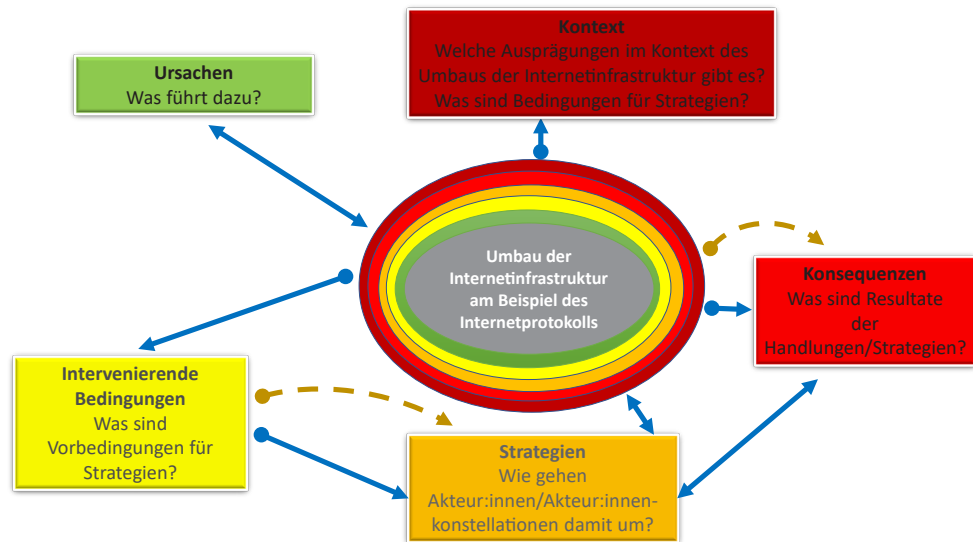 Kontext
Welche Ausprägungen im Kontext des
Umbaus der Internetinfrastruktur gibt es?
Was sind Bedingungen für Strategien?
Ursachen
Was führt dazu?
Umbau der
Internetinfrastruktur
am Beispiel des
Internetprotokolls
Konsequenzen
Was sind Resultate
der
Handlungen/Strategien?
Intervenierende
Bedingungen
Was sind
Vorbedingungen für
Strategien?
Strategien
Wie gehen
Akteur:innen/Akteur:innen-
konstellationen damit um?